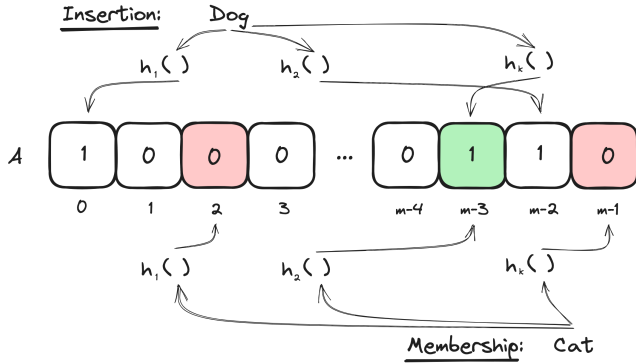 Insertion: Dog
h₁( ) h₂( ) hₖ( )
A 1 0 0 0 ... 0 1 1 0
0 1 2 3 m-4 m-3 m-2 m-1
h₁( ) h₂( ) hₖ( )
Membership: Cat